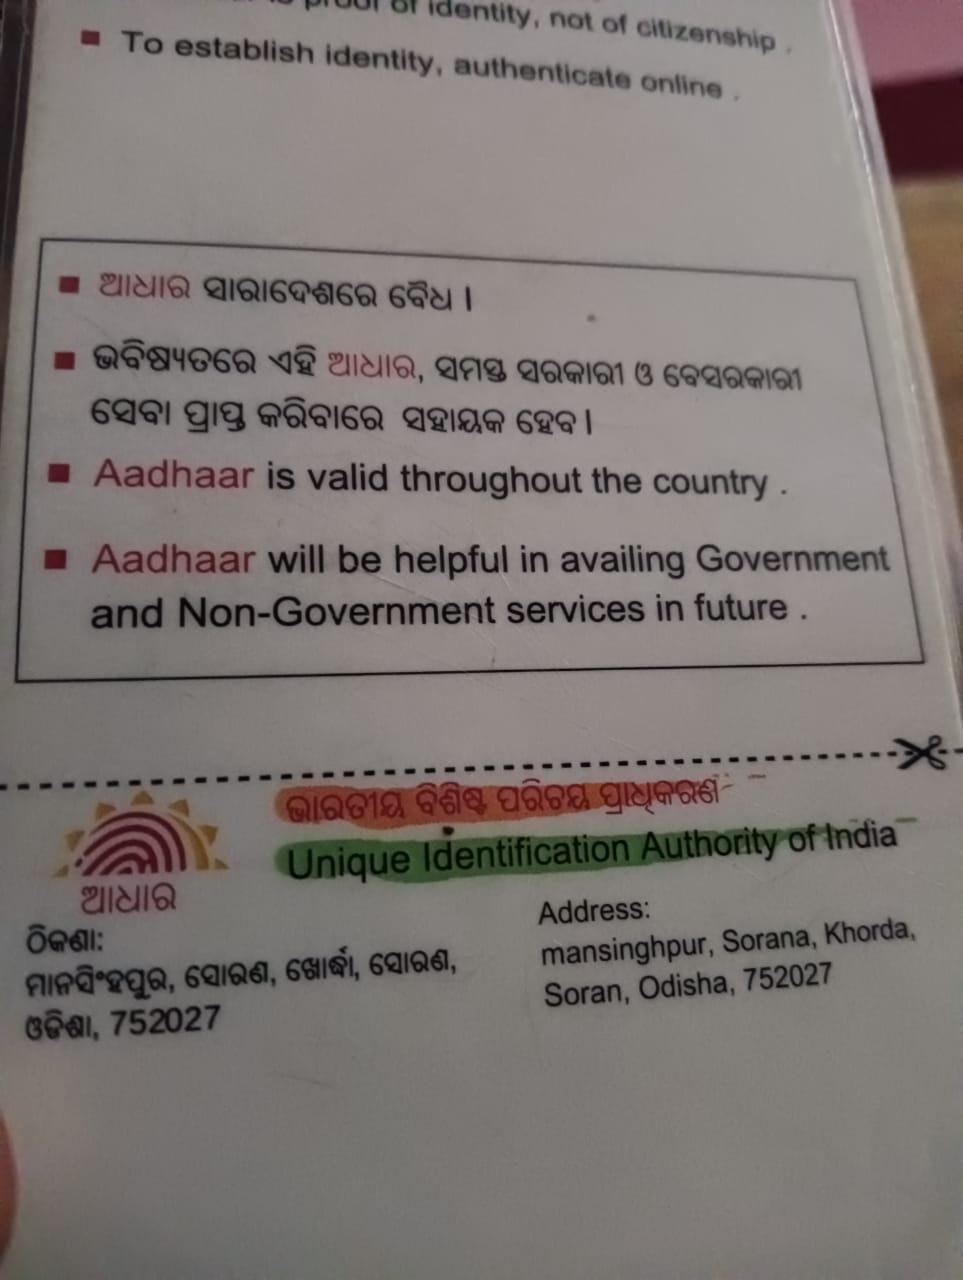 proof of identity, not of citizenship .
To establish identity, authenticate online .
ଆଧାର ସାରାଦେଶରେ ବୈଧ ।
ଭବିଷ୍ୟତରେ ଏହି ଆଧାର, ସମସ୍ତ ସରକାରୀ ଓ ବେସରକାରୀ
ସେବା ପ୍ରାପ୍ତ କରିବାରେ ସହାୟକ ହେବ ।
Aadhaar is valid throughout the country .
Aadhaar will be helpful in availing Government
and Non-Government services in future .
ଭାରତୀୟ ବିଶିଷ୍ଟ ପରିଚୟ ପ୍ରାଧିକରଣ
Unique Identification Authority of India
ଆଧାର
ଠିକଣା:
ମାନସିଂହପୁର, ସୋରଣ, ଖୋର୍ଦ୍ଧା, ସୋରଣ,
ଓଡିଶା, 752027
Address:
mansinghpur, Sorana, Khorda,
Soran, Odisha, 752027